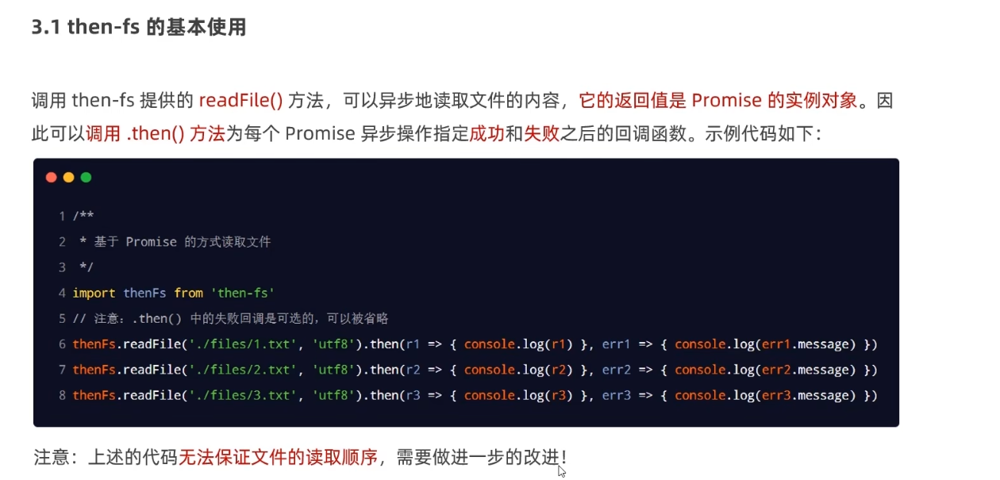 3.1 then-fs 的基本使用
调用 then-fs 提供的 readFile() 方法，可以异步地读取文件的内容，它的返回值是 Promise 的实例对象。因
此可以调用 .then() 方法为每个 Promise 异步操作指定成功和失败之后的回调函数。示例代码如下：
1 /**
2  * 基于 Promise 的方式读取文件
3  */
4 import thenFs from 'then-fs'
5 // 注意：.then() 中的失败回调是可选的，可以被省略
6 thenFs.readFile('./files/1.txt', 'utf8').then(r1 => { console.log(r1) }, err1 => { console.log(err1.message) })
7 thenFs.readFile('./files/2.txt', 'utf8').then(r2 => { console.log(r2) }, err2 => { console.log(err2.message) })
8 thenFs.readFile('./files/3.txt', 'utf8').then(r3 => { console.log(r3) }, err3 => { console.log(err3.message) })
注意：上述的代码无法保证文件的读取顺序，需要做进一步的改进！